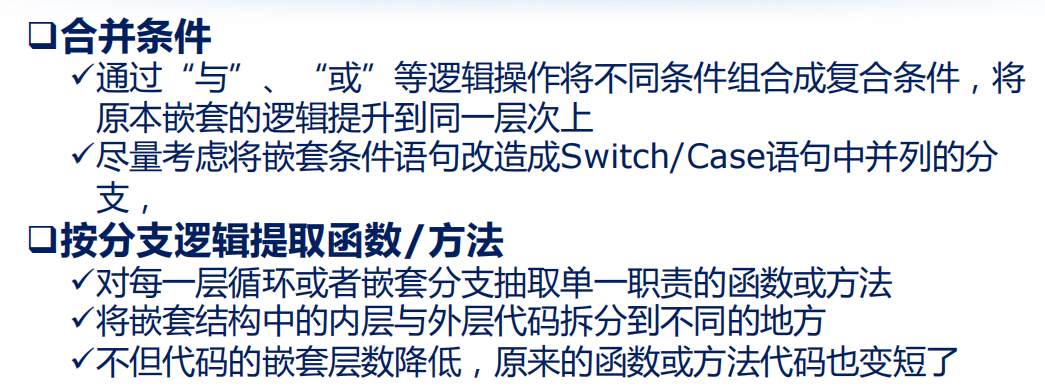 ❑合并条件
✓通过“与”、“或”等逻辑操作将不同条件组合成复合条件，将
原本嵌套的逻辑提升到同一层次上
✓尽量考虑将嵌套条件语句改造成Switch/Case语句中并列的分
支，
❑按分支逻辑提取函数/方法
✓对每一层循环或者嵌套分支抽取单一职责的函数或方法
✓将嵌套结构中的内层与外层代码拆分到不同的地方
✓不但代码的嵌套层数降低，原来的函数或方法代码也变短了